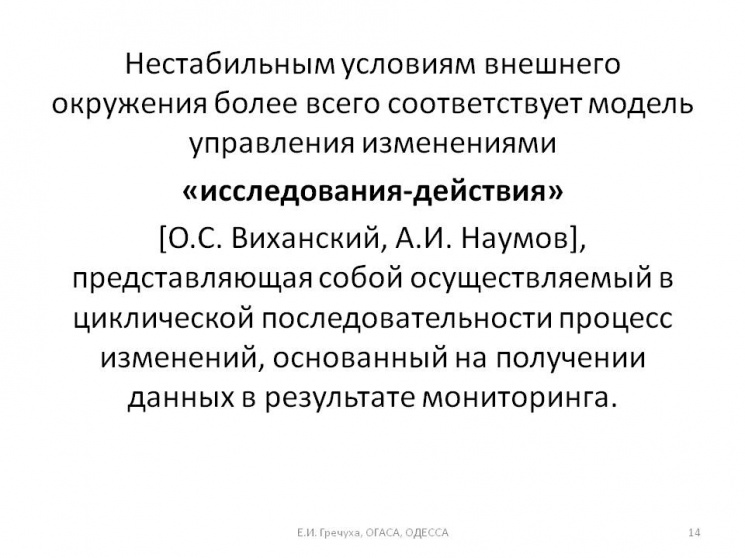 Нестабильным условиям внешнего
окружения более всего соответствует модель
управления изменениями
«исследования-действия»
[О.С. Виханский, А.И. Наумов],
представляющая собой осуществляемый в
циклической последовательности процесс
изменений, основанный на получении
данных в результате мониторинга.
Е.И. Гречуха, ОГАСА, ОДЕССА
14